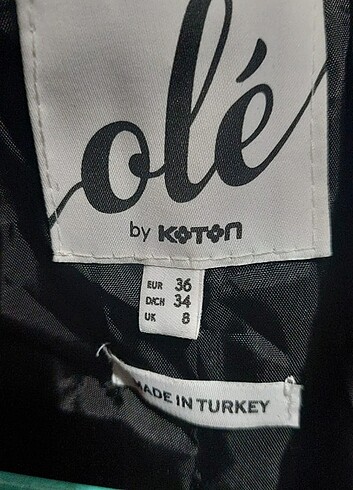 olé
by KOTON
EUR 36
D/CH 34
UK 8
MADE IN TURKEY